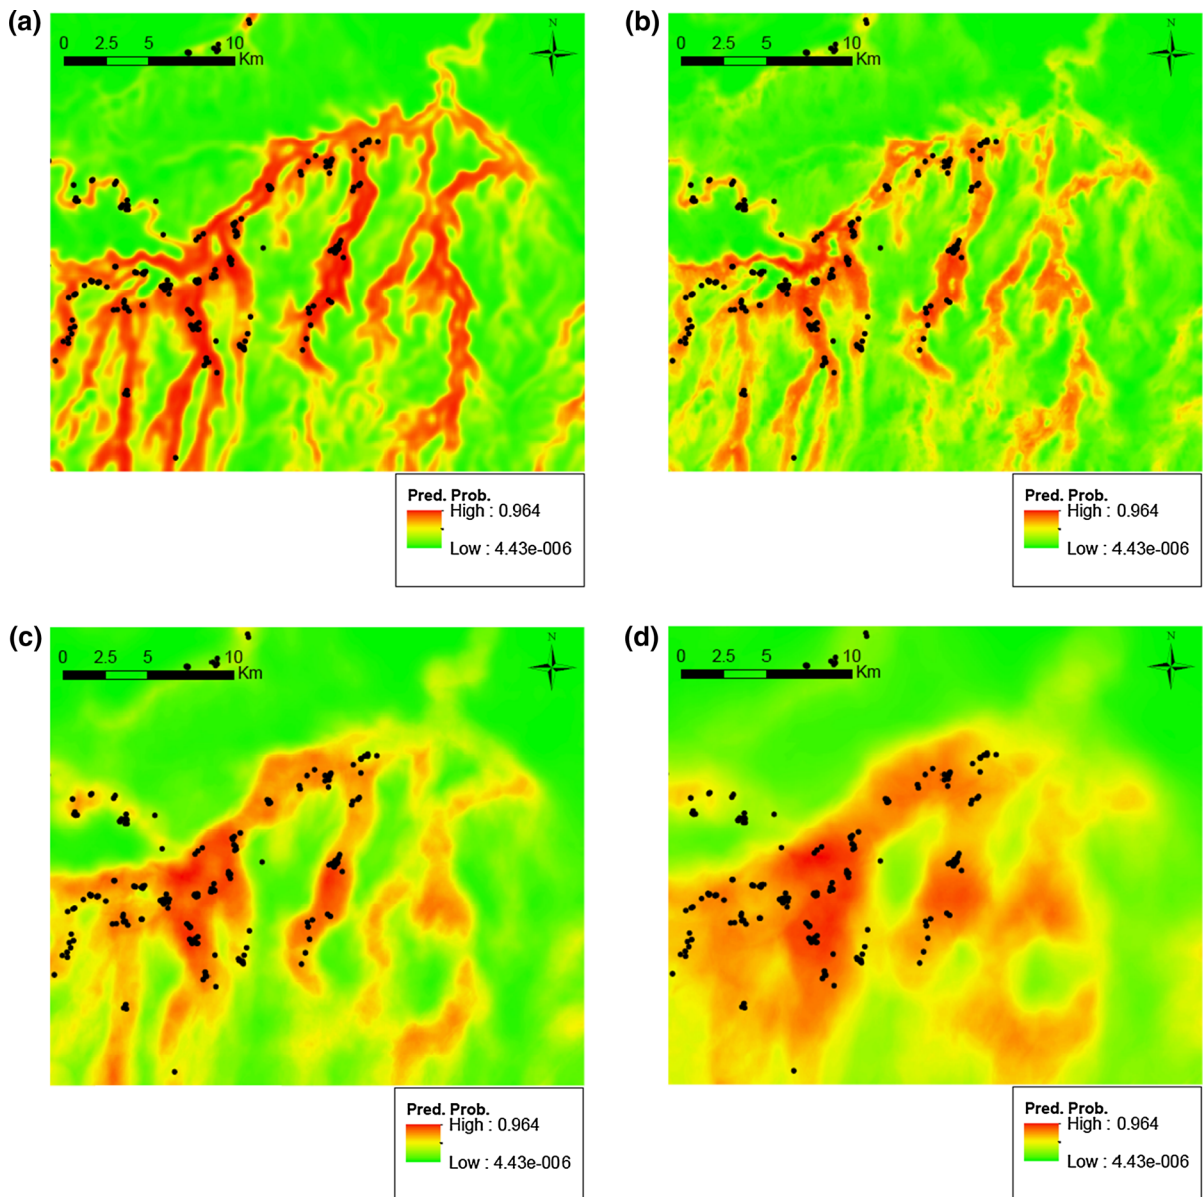 (a)
N
0 2.5 5 10
Km
Pred. Prob.
High : 0.964
Low : 4.43e-006
(b)
N
0 2.5 5 10
Km
Pred. Prob.
High : 0.964
Low : 4.43e-006
(c)
N
0 2.5 5 10
Km
Pred. Prob.
High : 0.964
Low : 4.43e-006
(d)
N
0 2.5 5 10
Km
Pred. Prob.
High : 0.964
Low : 4.43e-006